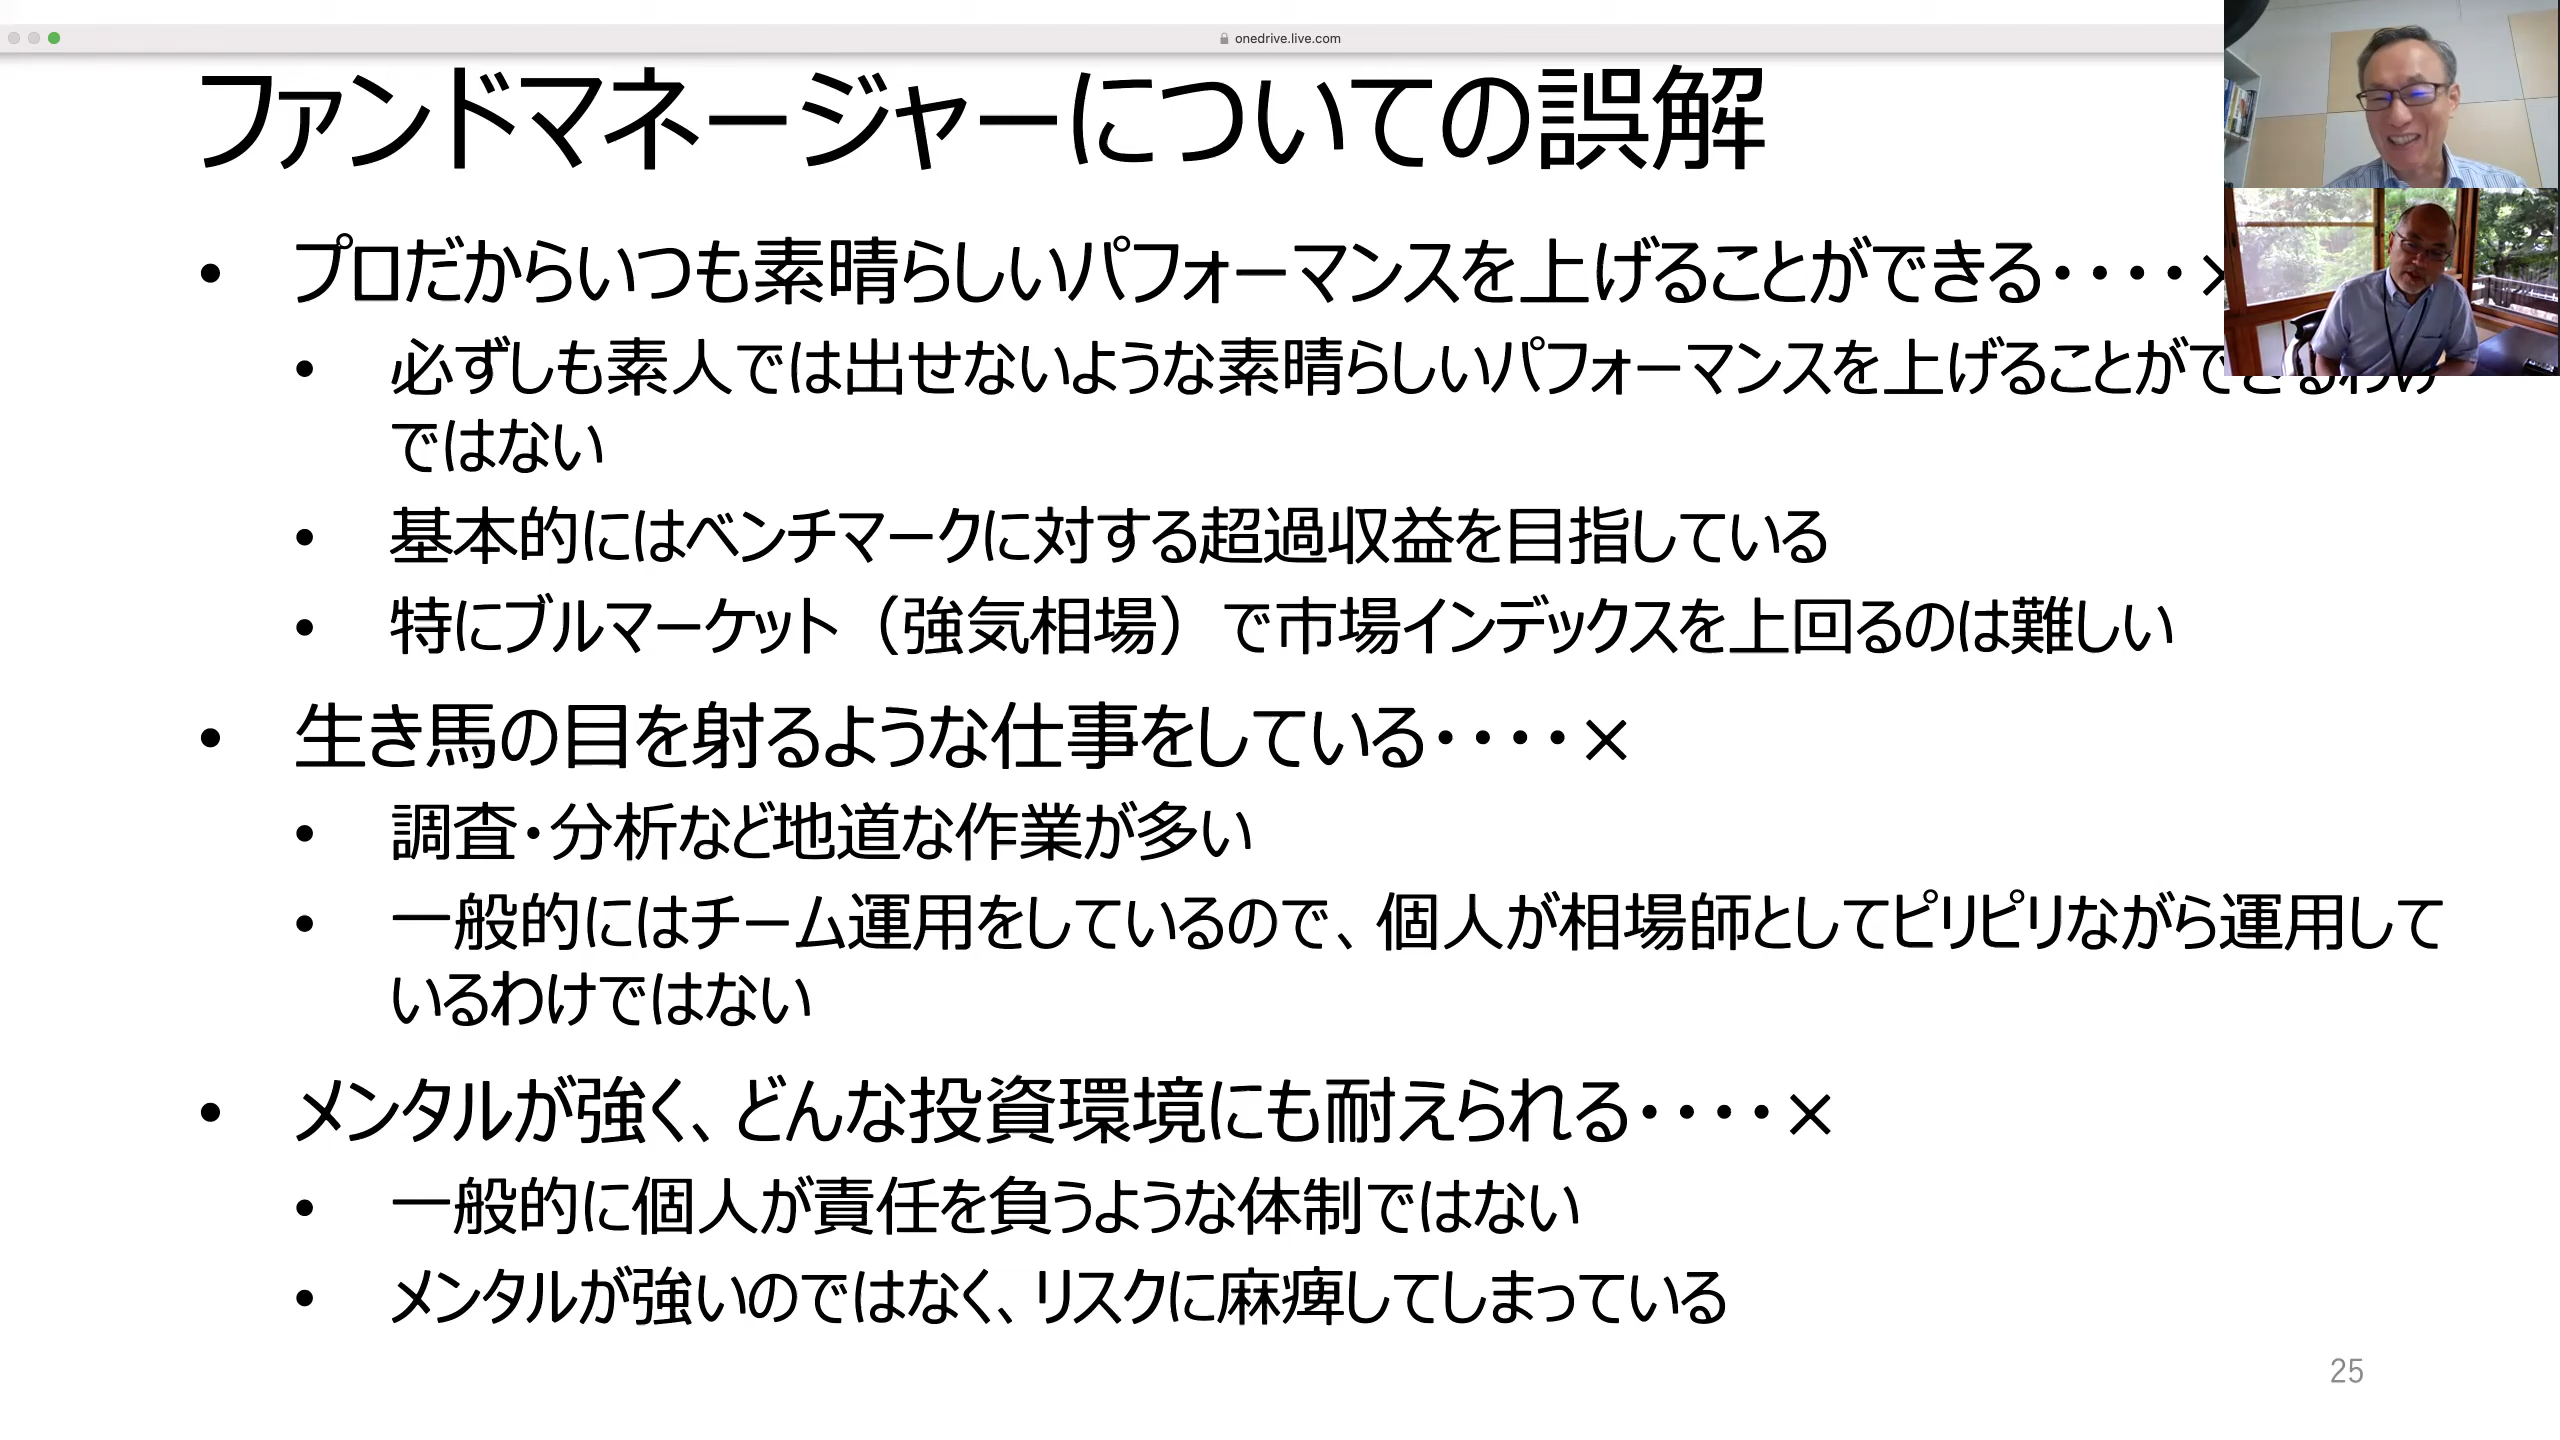 onedrive.live.com
ファンドマネージャーについての誤解
• プロだからいつも素晴らしいパフォーマンスを上げることができる・・・・×
• 必ずしも素人では出せないような素晴らしいパフォーマンスを上げることができるわけ
ではない
• 基本的にはベンチマークに対する超過収益を目指している
• 特にブルマーケット（強気相場）で市場インデックスを上回るのは難しい
• 生き馬の目を射るような仕事をしている・・・・×
• 調査・分析など地道な作業が多い
• 一般的にはチーム運用をしているので、個人が相場師としてピリピリながら運用して
いるわけではない
• メンタルが強く、どんな投資環境にも耐えられる・・・・×
• 一般的に個人が責任を負うような体制ではない
• メンタルが強いのではなく、リスクに麻痺してしまっている
25